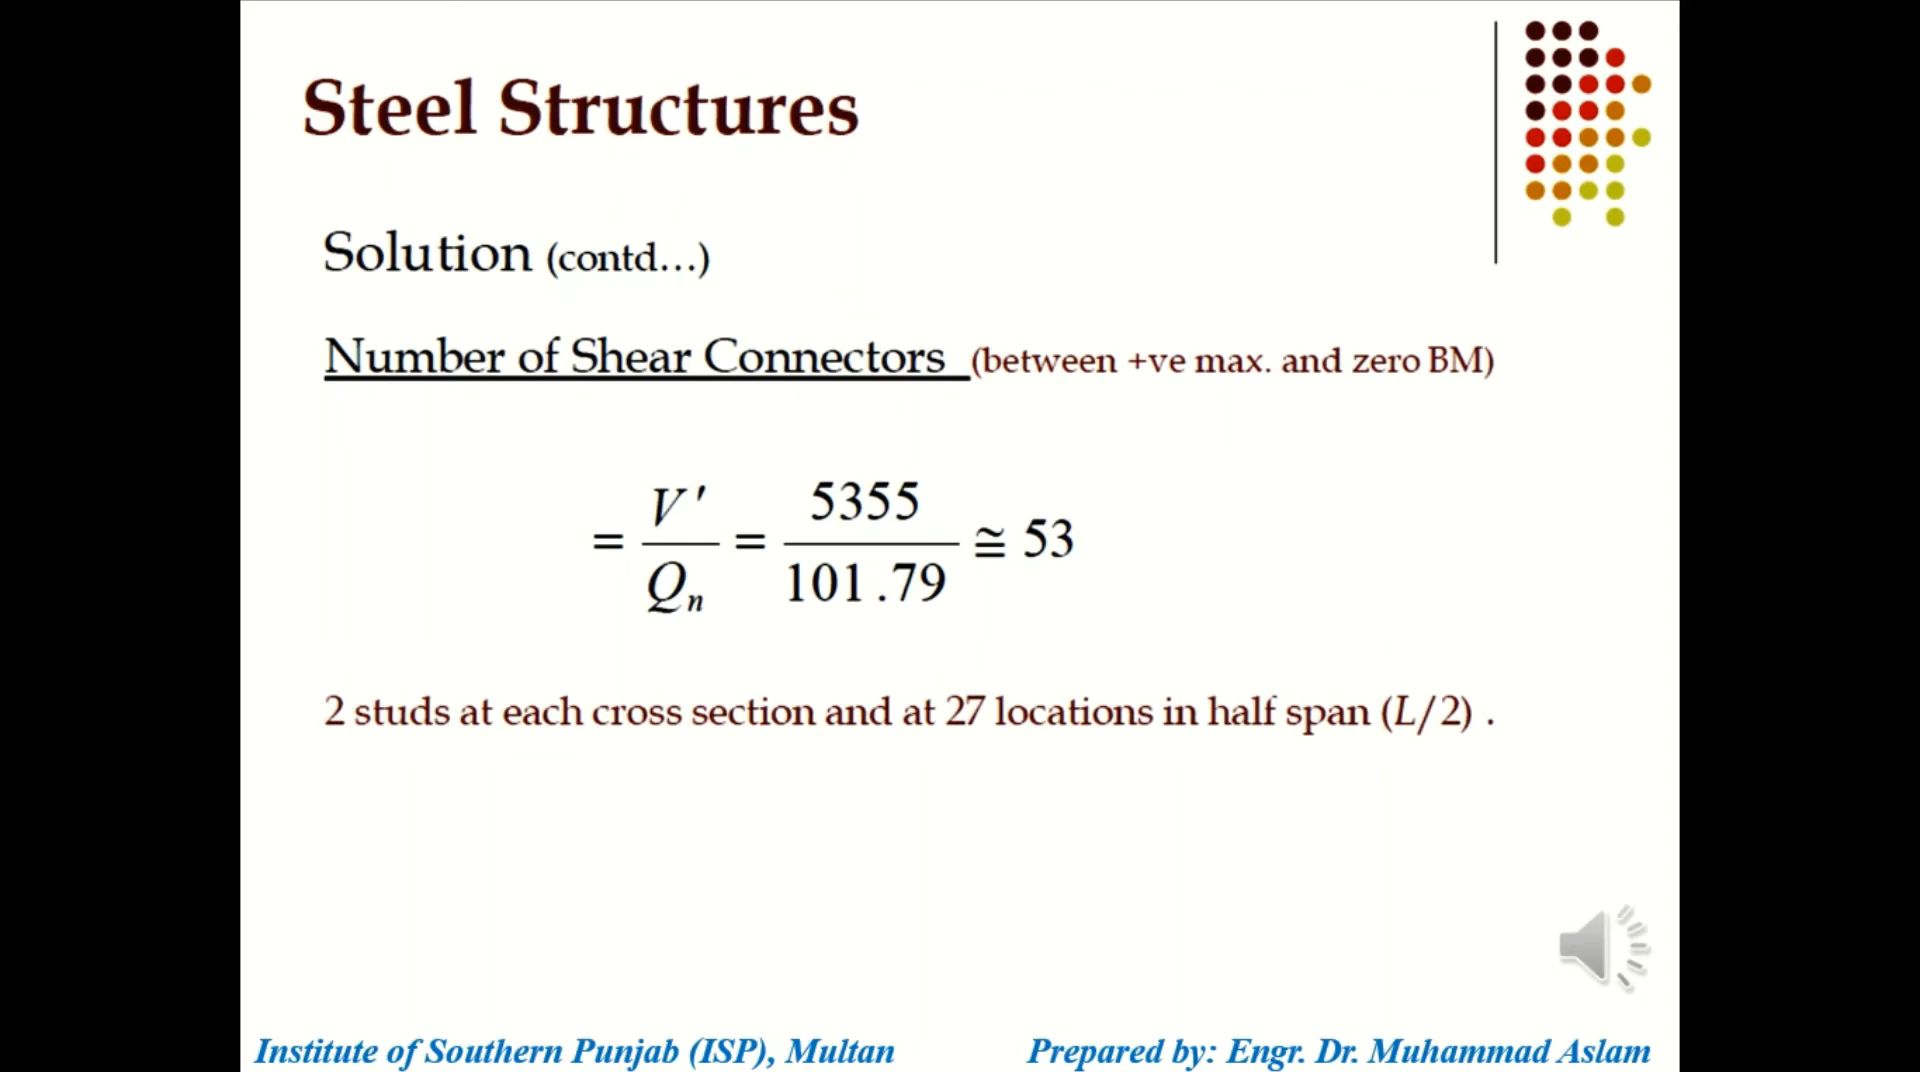 Steel Structures
Solution (contd...)
Number of Shear Connectors (between +ve max. and zero BM)
= V′/Qn = 5355/101.79 ≅ 53
2 studs at each cross section and at 27 locations in half span (L/2) .
Institute of Southern Punjab (ISP), Multan
Prepared by: Engr. Dr. Muhammad Aslam